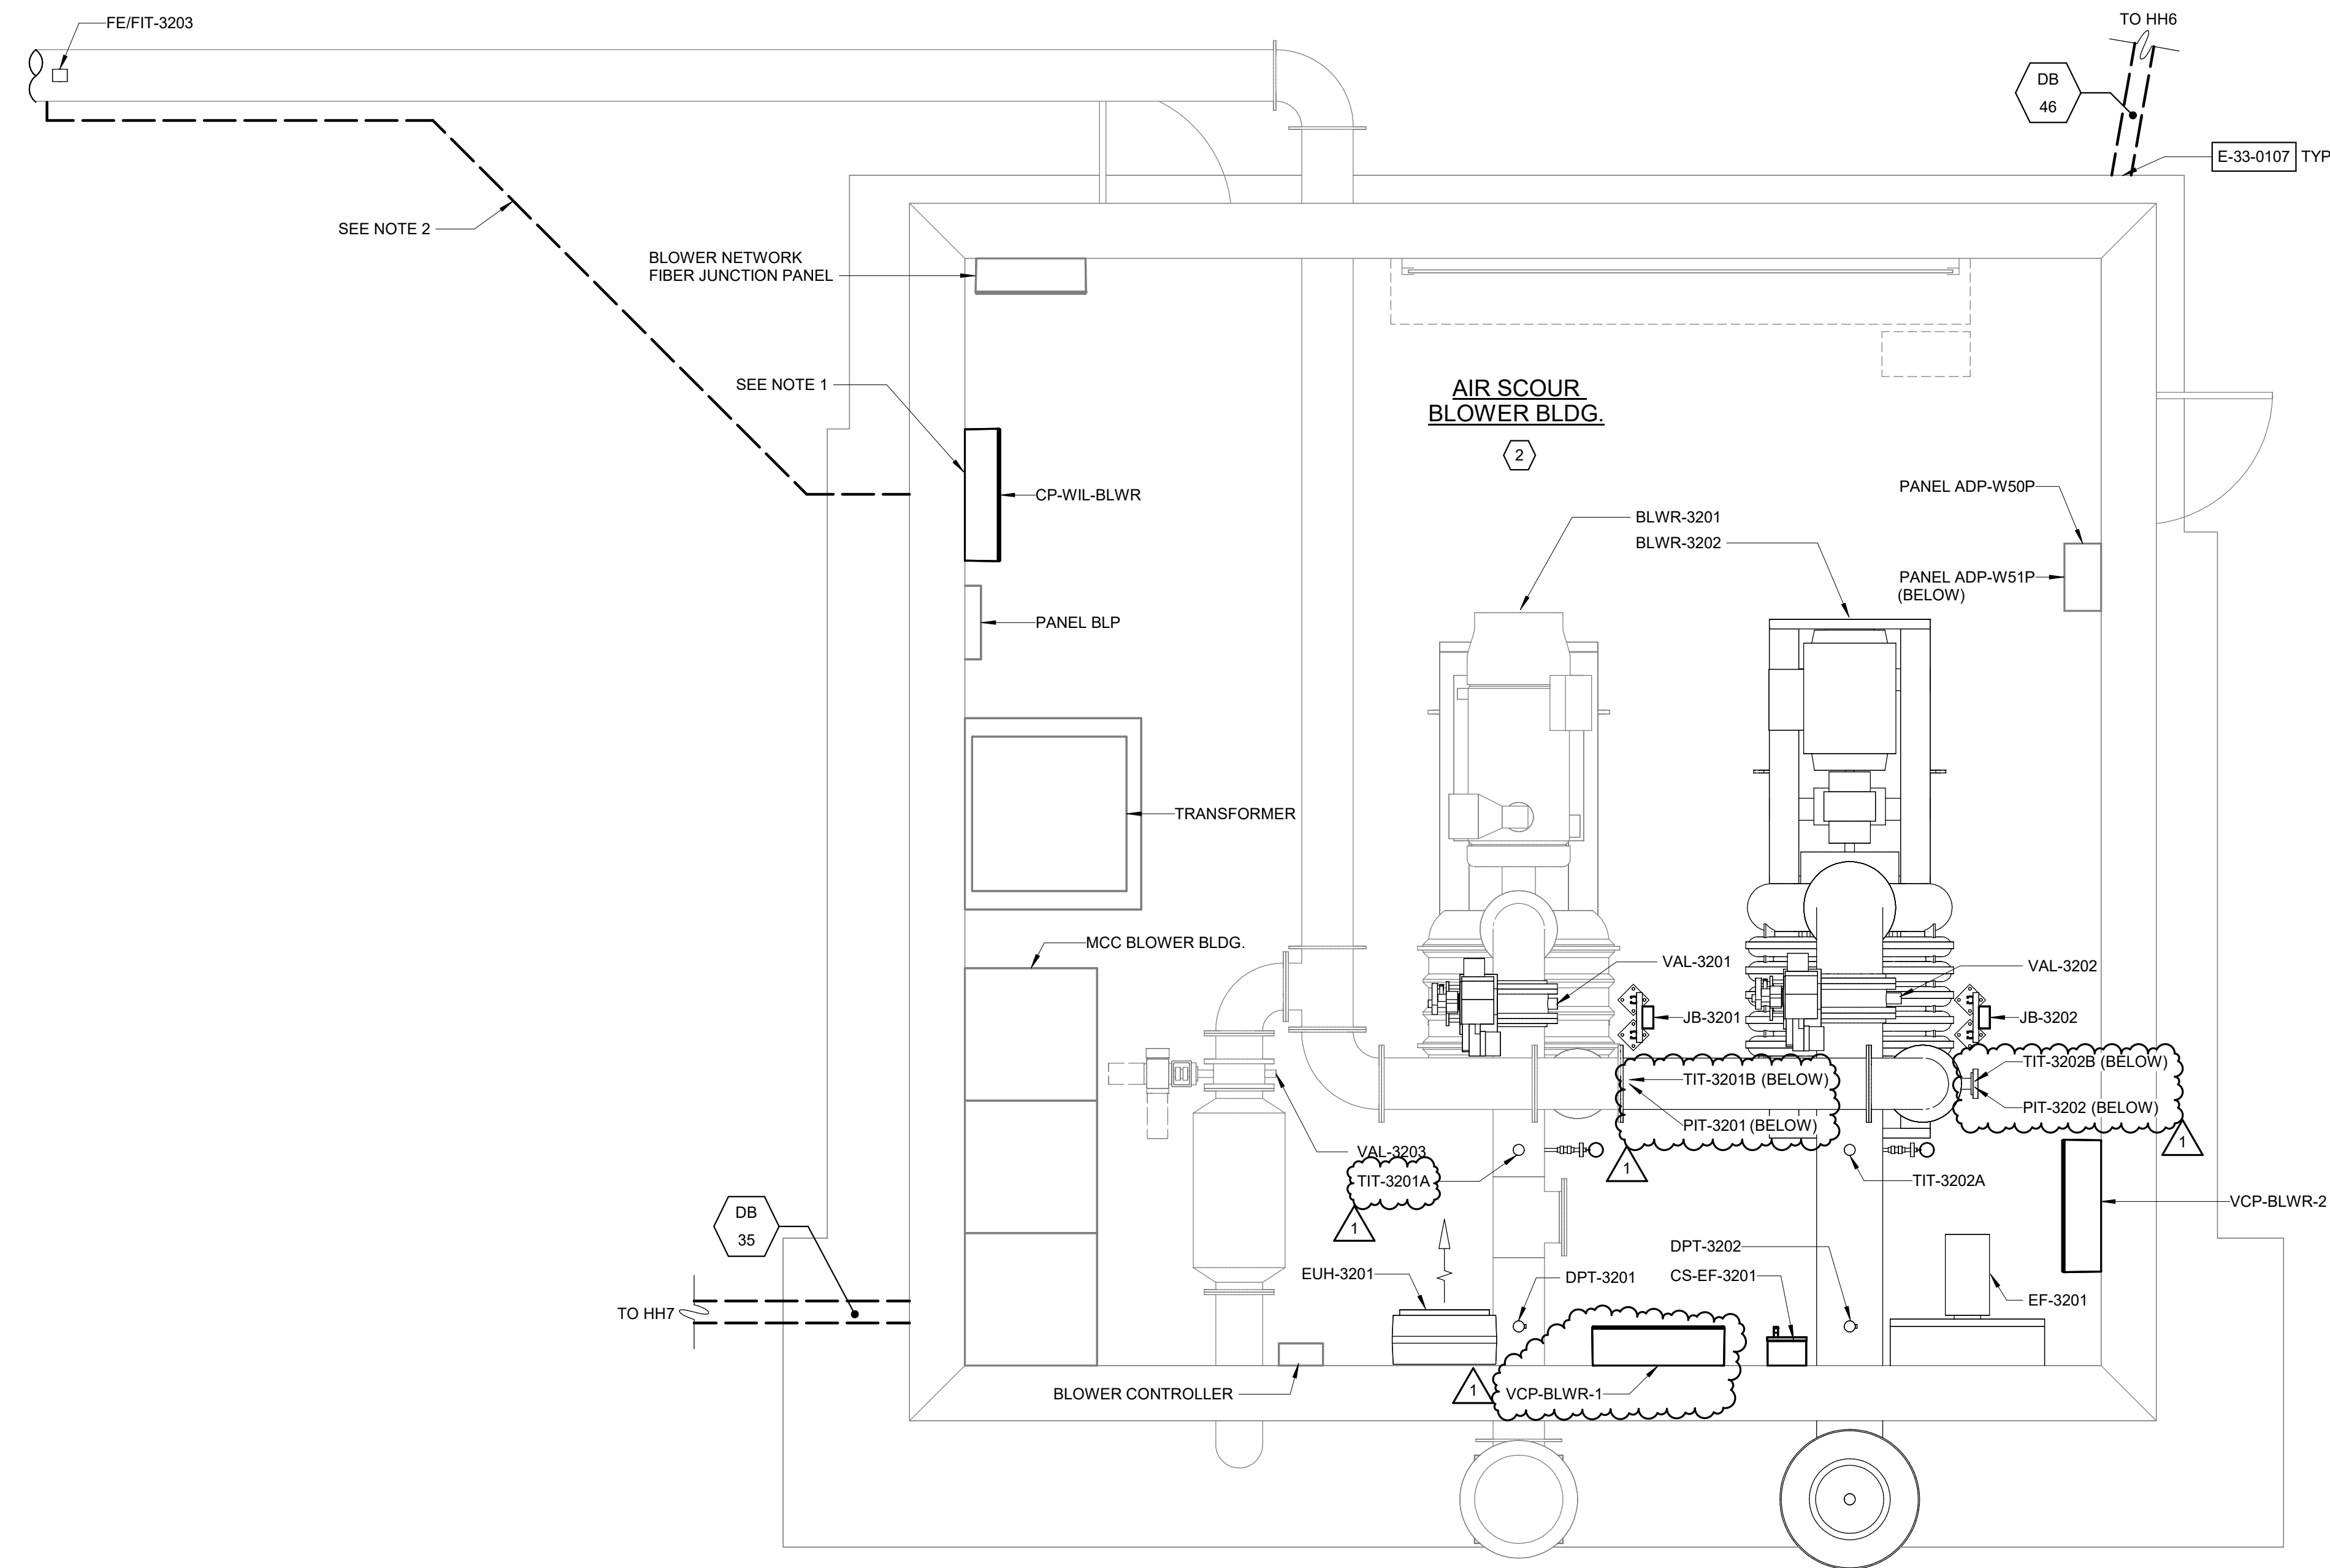 FE/FIT-3203
TO HH6
DB
46
E-33-0107 TYP
SEE NOTE 2
BLOWER NETWORK
FIBER JUNCTION PANEL
SEE NOTE 1
AIR SCOUR
BLOWER BLDG.
2
CP-WIL-BLWR
PANEL ADP-W50P
BLWR-3201
BLWR-3202
PANEL ADP-W51P
(BELOW)
PANEL BLP
TRANSFORMER
MCC BLOWER BLDG.
VAL-3201
VAL-3202
JB-3201
JB-3202
TIT-3201B (BELOW)
PIT-3201 (BELOW)
1
TIT-3202B (BELOW)
PIT-3202 (BELOW)
1
VAL-3203
TIT-3201A
1
TIT-3202A
VCP-BLWR-2
DB
35
TO HH7
EUH-3201
DPT-3201
DPT-3202
CS-EF-3201
EF-3201
BLOWER CONTROLLER
1
VCP-BLWR-1